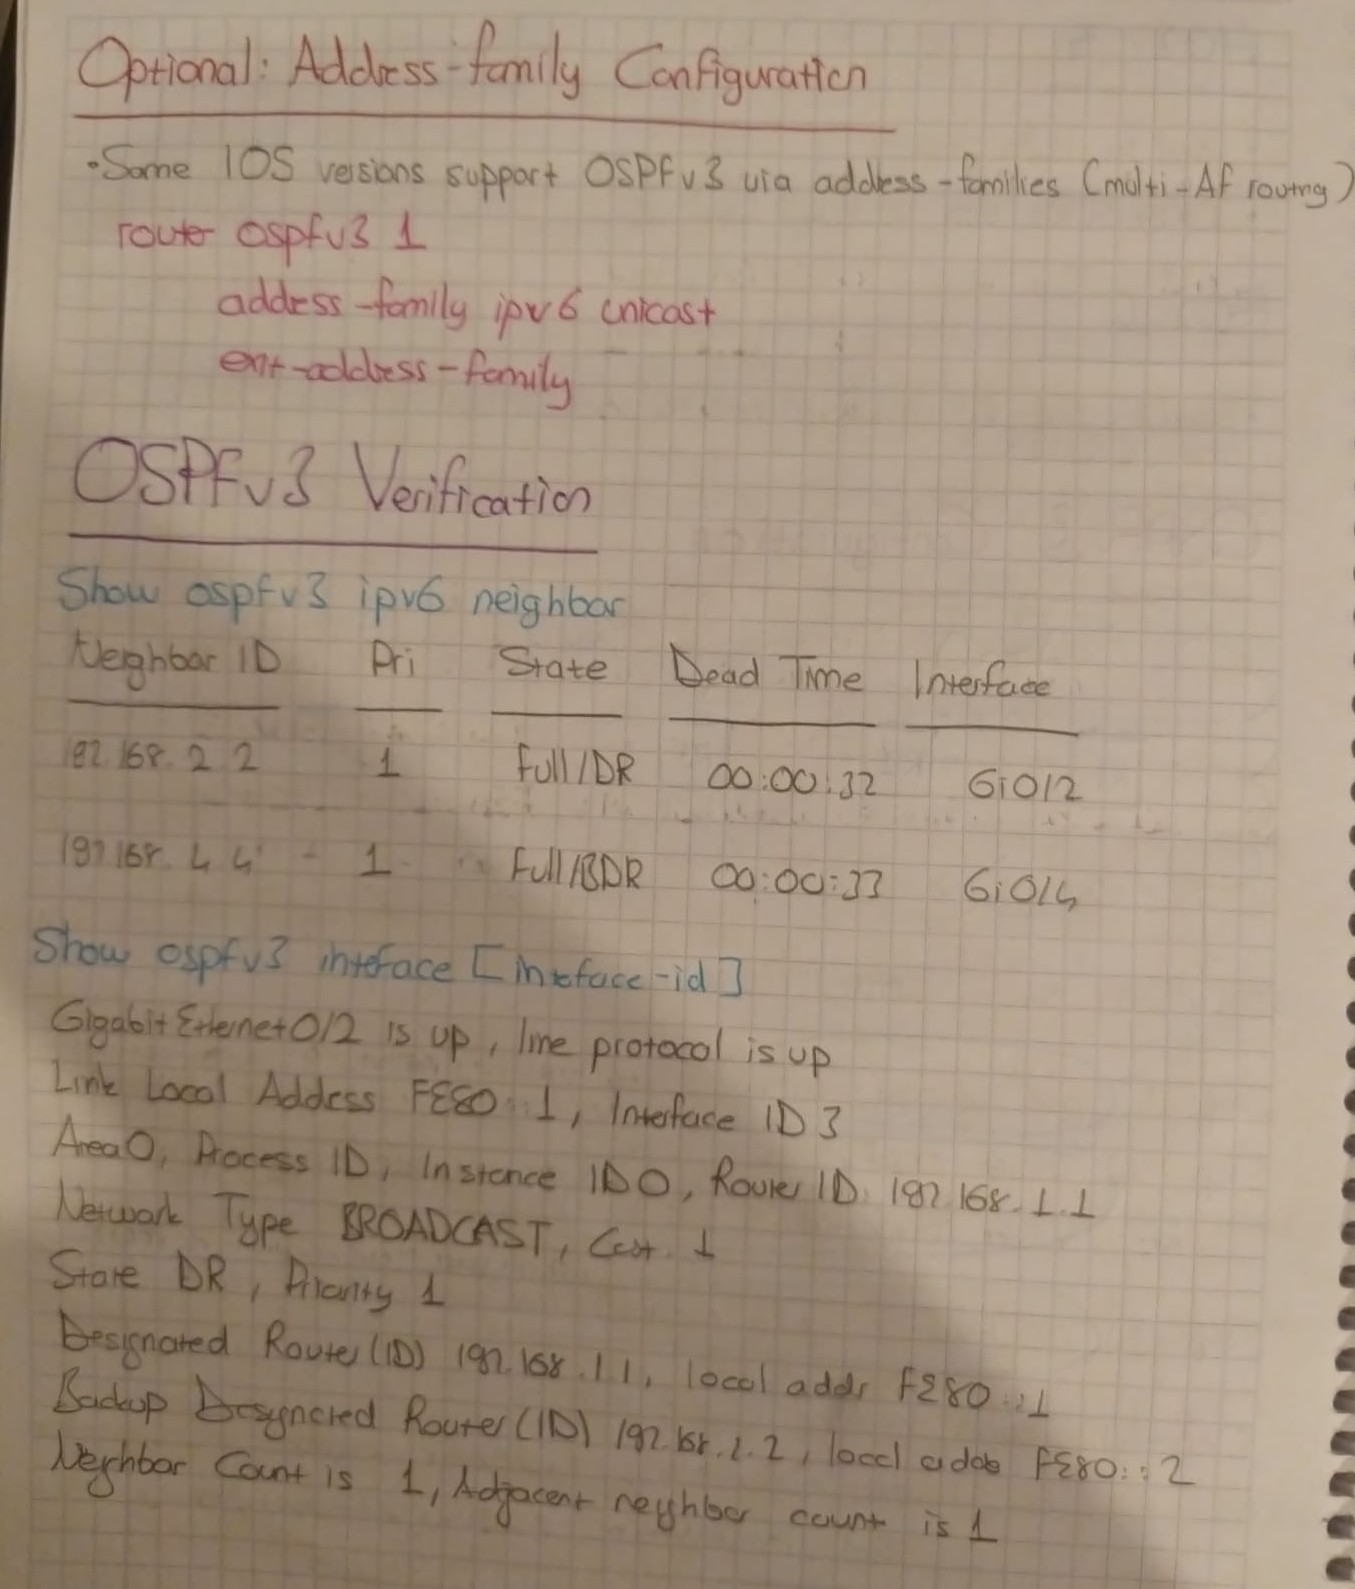 Optional: Address-family Configuration
•Some IOS versions support OSPFv3 via address-families (multi-AF routing)
router ospfv3 1
address-family ipv6 unicast
exit-address-family
OSPFv3 Verification
Show ospfv3 ipv6 neighbor
Neighbor ID Pri State Dead Time Interface
192.168.2.2 1 Full/DR 00:00:32 Gi0/2
192.168.4.4 1 Full/BDR 00:00:33 Gi0/4
Show ospfv3 interface [interface-id]
GigabitEthernet0/2 is up, line protocol is up
Link Local Address FE80::1, Interface ID 3
Area 0, Process ID, Instance ID 0, Router ID. 192.168.1.1
Network Type BROADCAST, Cost. 1
State DR, Priority 1
Designated Router (ID) 192.168.1.1, local addr FE80::1
Backup Designated Router (ID) 192.168.2.2, local addr FE80::2
Neighbor Count is 1, Adjacent neighbor count is 1